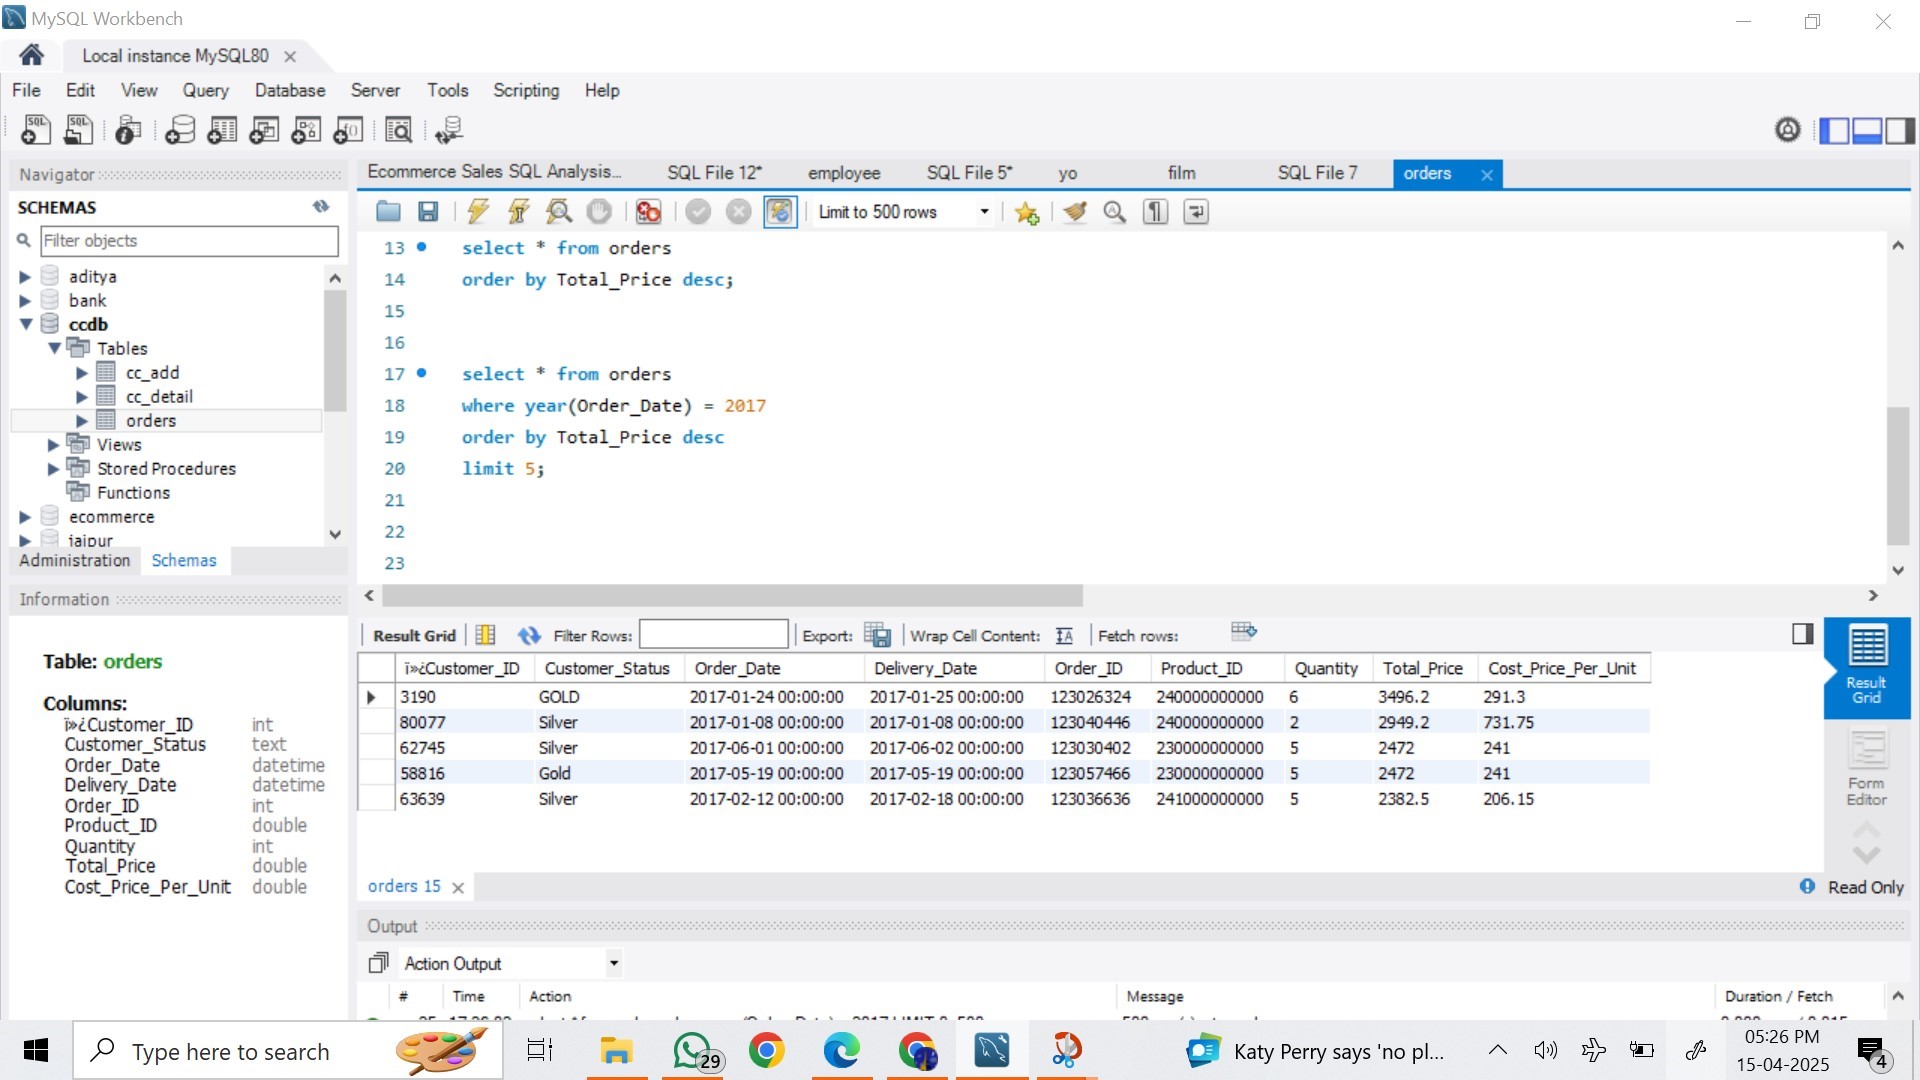 MySQL Workbench
Local instance MySQL80
File Edit View Query Database Server Tools Scripting Help
Navigator
SCHEMAS
Filter objects
aditya
bank
ccdb
Tables
cc_add
cc_detail
orders
Views
Stored Procedures
Functions
ecommerce
jaipur
Administration Schemas
Information
Table: orders
Columns:
ï»¿Customer_ID int
Customer_Status text
Order_Date datetime
Delivery_Date datetime
Order_ID int
Product_ID double
Quantity int
Total_Price double
Cost_Price_Per_Unit double
Ecommerce Sales SQL Analysis... SQL File 12* employee SQL File 5* yo film SQL File 7 orders
Limit to 500 rows
13 select * from orders
14 order by Total_Price desc;
15
16
17 select * from orders
18 where year(Order_Date) = 2017
19 order by Total_Price desc
20 limit 5;
21
22
23
Result Grid Filter Rows: Export: Wrap Cell Content: Fetch rows:
ï»¿Customer_ID Customer_Status Order_Date Delivery_Date Order_ID Product_ID Quantity Total_Price Cost_Price_Per_Unit
3190 GOLD 2017-01-24 00:00:00 2017-01-25 00:00:00 123026324 240000000000 6 3496.2 291.3
80077 Silver 2017-01-08 00:00:00 2017-01-08 00:00:00 123040446 240000000000 2 2949.2 731.75
62745 Silver 2017-06-01 00:00:00 2017-06-02 00:00:00 123030402 230000000000 5 2472 241
58816 Gold 2017-05-19 00:00:00 2017-05-19 00:00:00 123057466 230000000000 5 2472 241
63639 Silver 2017-02-12 00:00:00 2017-02-18 00:00:00 123036636 241000000000 5 2382.5 206.15
Result
Grid
Form
Editor
orders 15
Read Only
Output
Action Output
# Time Action Message Duration / Fetch
Type here to search
29
Katy Perry says 'no pl...
05:26 PM
15-04-2025
4